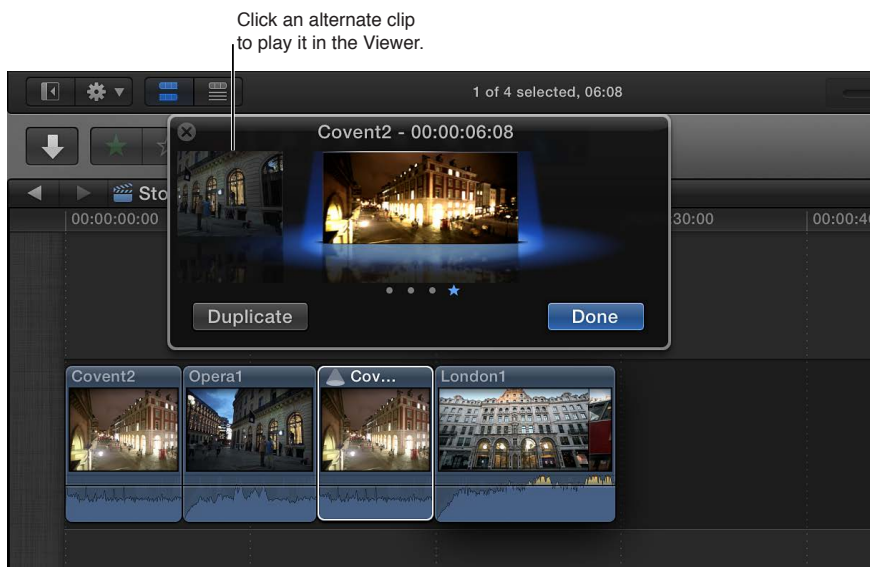 Click an alternate clip
to play it in the Viewer.
1 of 4 selected, 06:08
Covent2 - 00:00:06:08
Sto
00:00:00:00
30:00
00:00:4
Duplicate
Done
Covent2
Opera1
Cov...
London1